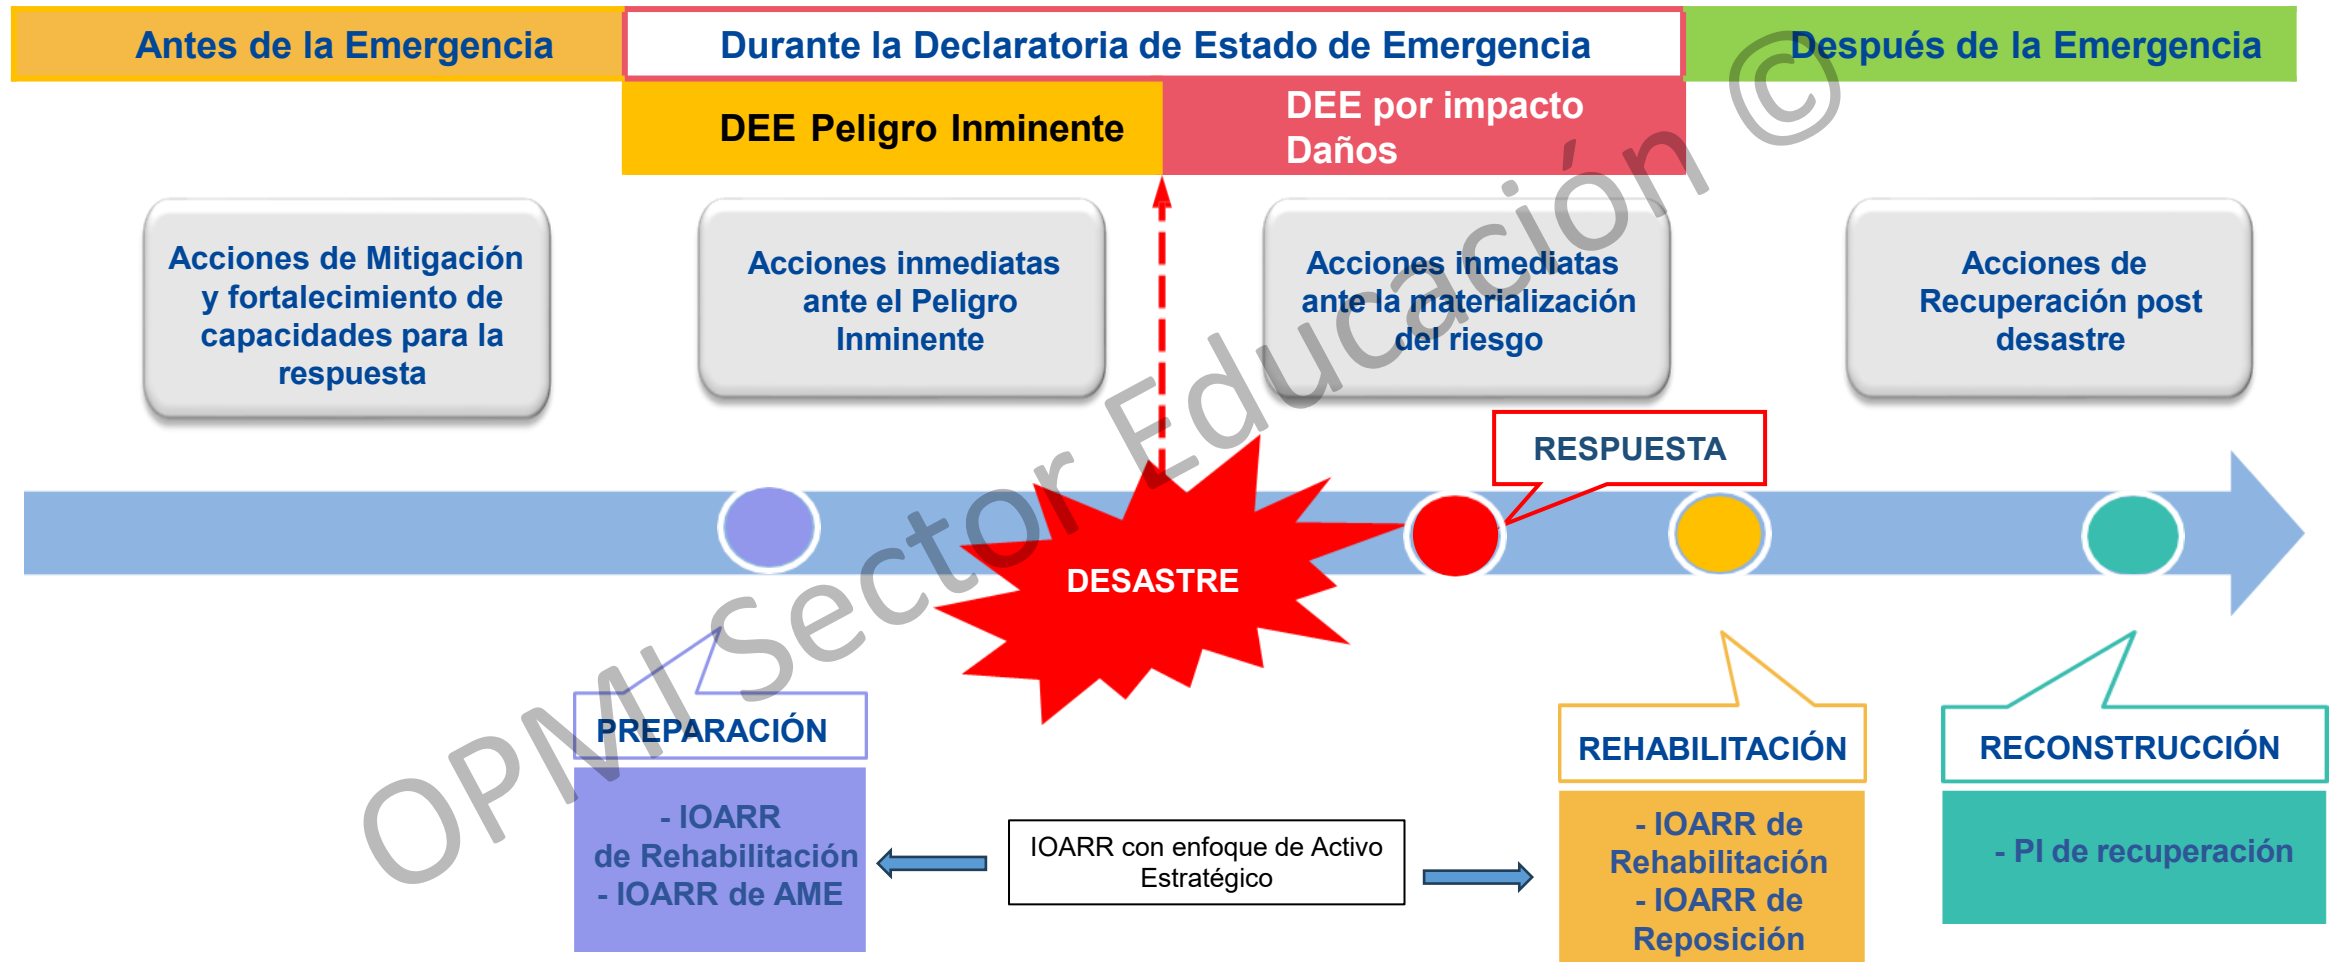 Antes de la Emergencia
Durante la Declaratoria de Estado de Emergencia
Después de la Emergencia
DEE Peligro Inminente
DEE por impacto
Daños
Acciones de Mitigación
y fortalecimiento de
capacidades para la
respuesta
Acciones inmediatas
ante el Peligro
Inminente
Acciones inmediatas
ante la materialización
del riesgo
Acciones de
Recuperación post
desastre
RESPUESTA
DESASTRE
PREPARACIÓN
- IOARR
de Rehabilitación
- IOARR de AME
IOARR con enfoque de Activo
Estratégico
REHABILITACIÓN
- IOARR de
Rehabilitación
- IOARR de
Reposición
RECONSTRUCCIÓN
- PI de recuperación
OPMI Sector Educación ©